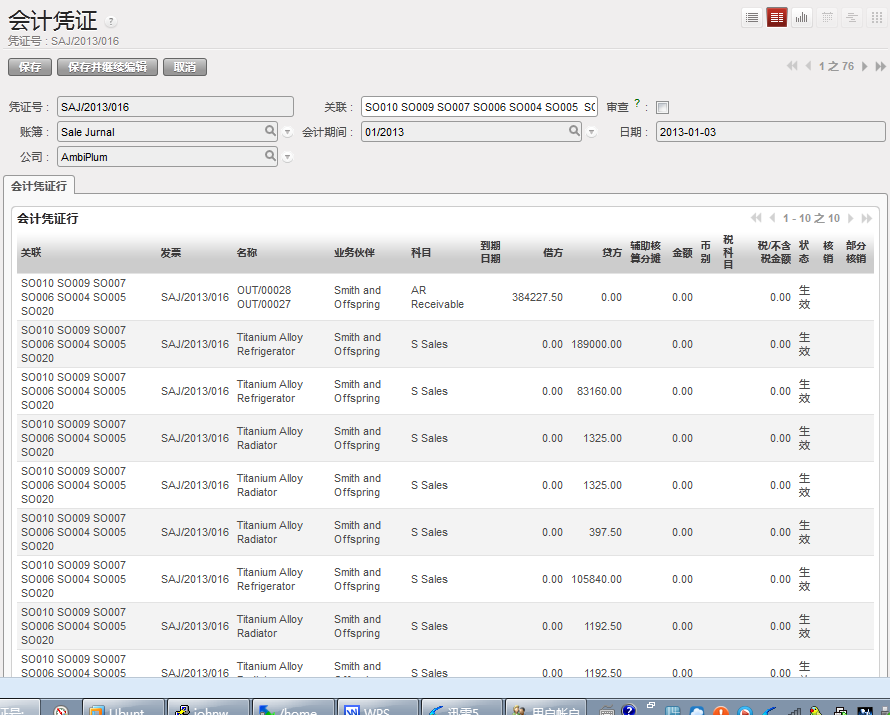 会计凭证 ?
凭证号 : SAJ/2013/016
保存 保存并继续编辑 取消
1 之 76
凭证号 : SAJ/2013/016 关联 : SO010 SO009 SO007 SO006 SO004 SO005 SO 审查 ? :
账簿 : Sale Jurnal 会计期间 : 01/2013 日期 : 2013-01-03
公司 : AmbiPlum
会计凭证行
会计凭证行 1 - 10 之 10
关联 发票 名称 业务伙伴 科目 到期日期 借方 贷方 辅助核算分摊 金额 币别 税科目 税/不含税金额 状态 核销 部分核销
SO010 SO009 SO007
SO006 SO004 SO005
SO020
SAJ/2013/016
OUT/00028
OUT/00027
Smith and
Offspring
AR
Receivable
384227.50 0.00 0.00 0.00 生效
SO010 SO009 SO007
SO006 SO004 SO005
SO020
SAJ/2013/016
Titanium Alloy
Refrigerator
Smith and
Offspring
S Sales 0.00 189000.00 0.00 0.00 生效
SO010 SO009 SO007
SO006 SO004 SO005
SO020
SAJ/2013/016
Titanium Alloy
Refrigerator
Smith and
Offspring
S Sales 0.00 83160.00 0.00 0.00 生效
SO010 SO009 SO007
SO006 SO004 SO005
SO020
SAJ/2013/016
Titanium Alloy
Radiator
Smith and
Offspring
S Sales 0.00 1325.00 0.00 0.00 生效
SO010 SO009 SO007
SO006 SO004 SO005
SO020
SAJ/2013/016
Titanium Alloy
Radiator
Smith and
Offspring
S Sales 0.00 1325.00 0.00 0.00 生效
SO010 SO009 SO007
SO006 SO004 SO005
SO020
SAJ/2013/016
Titanium Alloy
Radiator
Smith and
Offspring
S Sales 0.00 397.50 0.00 0.00 生效
SO010 SO009 SO007
SO006 SO004 SO005
SO020
SAJ/2013/016
Titanium Alloy
Refrigerator
Smith and
Offspring
S Sales 0.00 105840.00 0.00 0.00 生效
SO010 SO009 SO007
SO006 SO004 SO005
SO020
SAJ/2013/016
Titanium Alloy
Radiator
Smith and
Offspring
S Sales 0.00 1192.50 0.00 0.00 生效
SO010 SO009 SO007
SO006 SO004 SO005
SAJ/2013/016
Titanium Alloy
Radiator
Smith and
Offspring
S Sales 0.00 1192.50 0.00 0.00 生效
证号: Ubunt johnw /home WPS 迅雷5 用户帐户